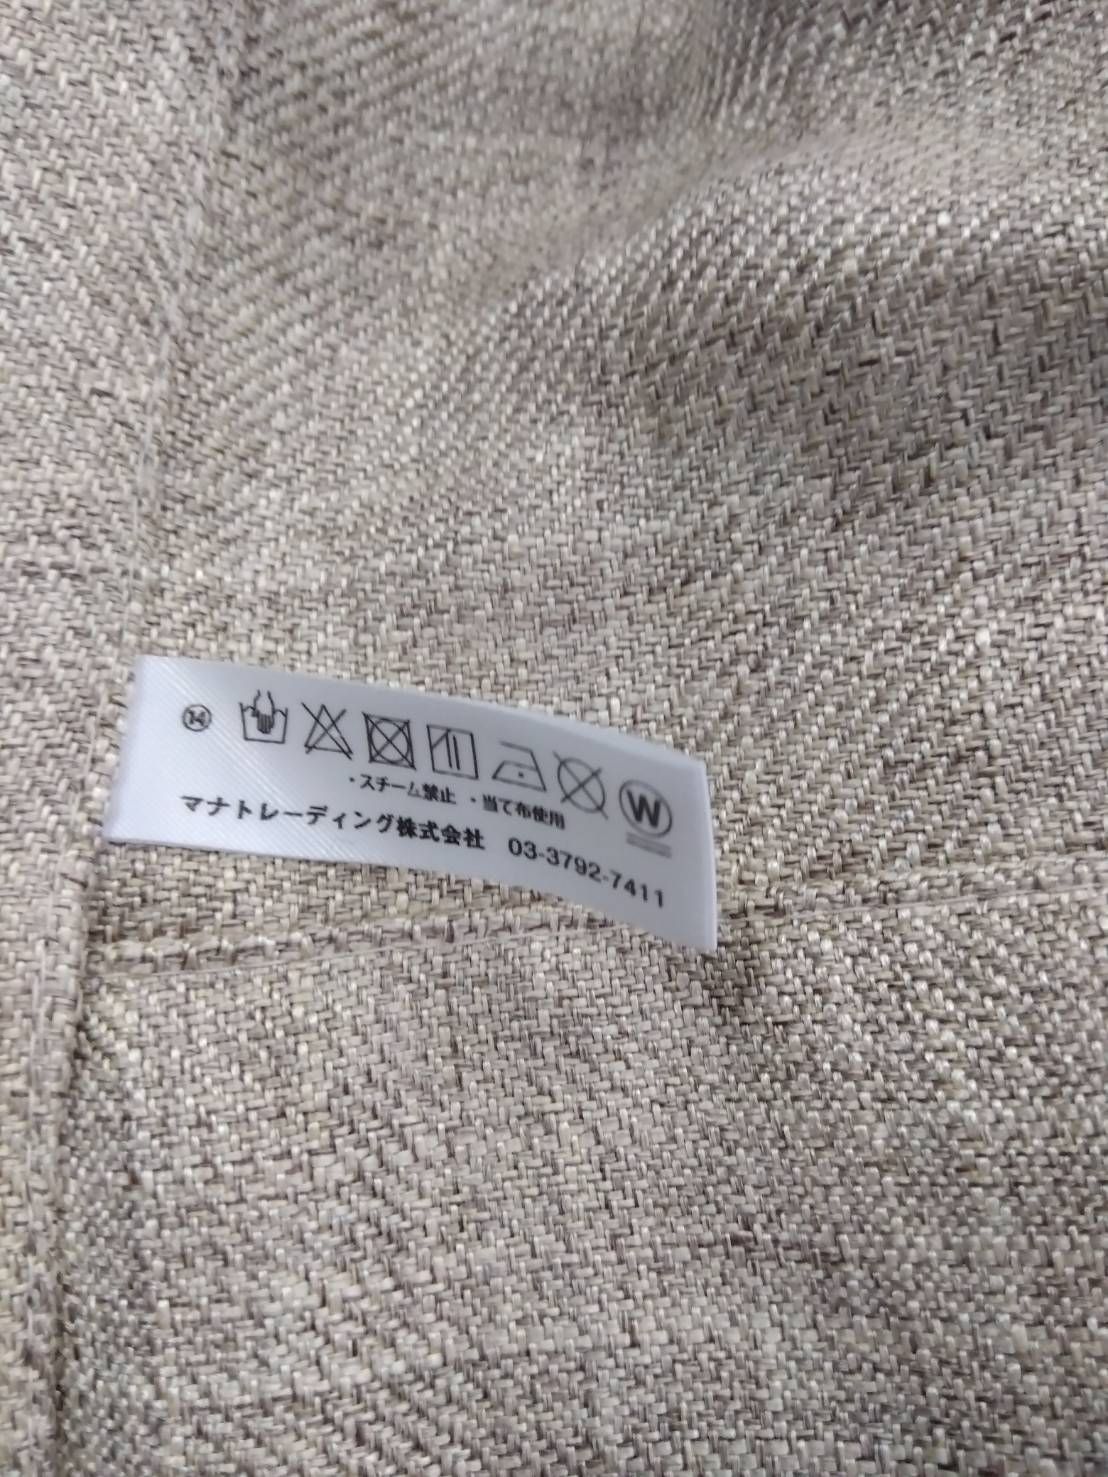 ⑭ W
・スチーム禁止 ・当て布使用
マナトレーディング株式会社 03-3792-7411